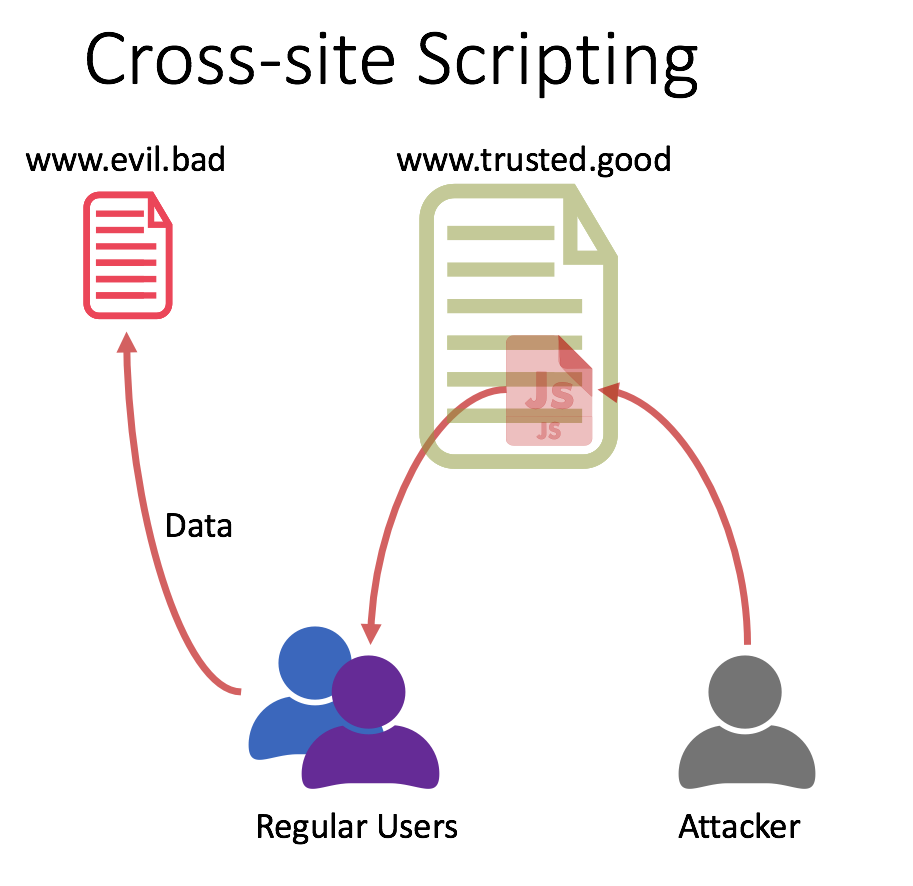 Cross-site Scripting
www.evil.bad
www.trusted.good
JS
JS
Data
Regular Users
Attacker